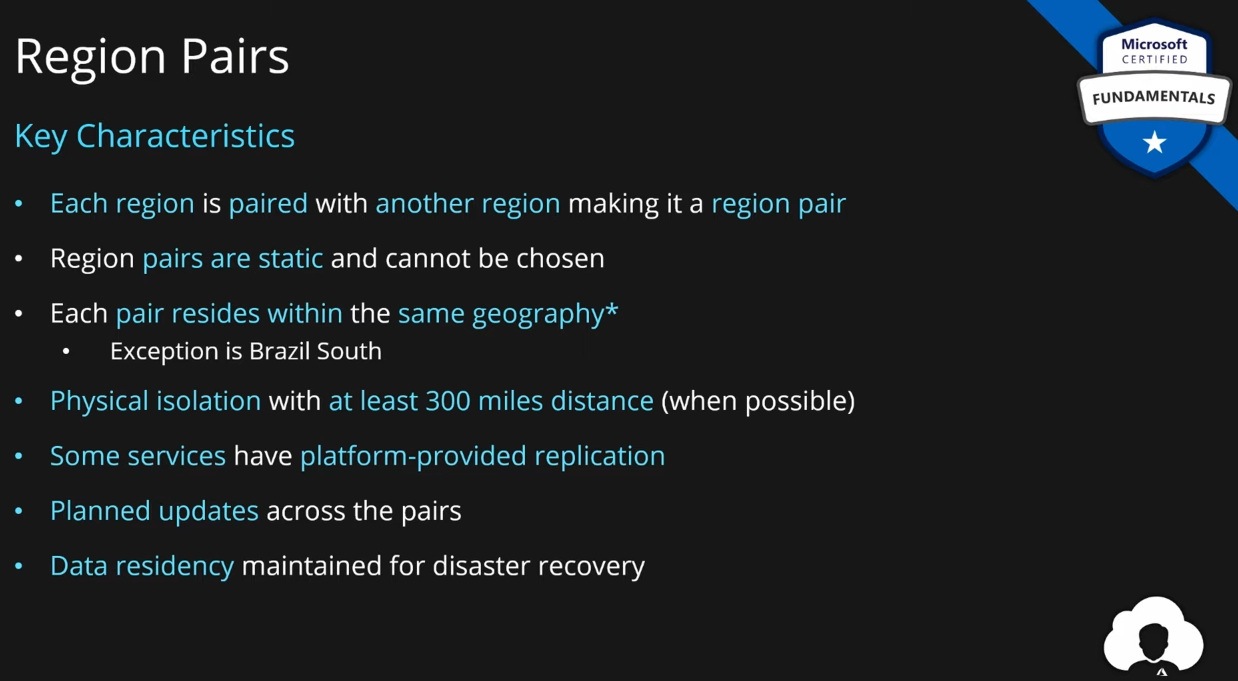 Region Pairs
Microsoft
CERTIFIED
FUNDAMENTALS
Key Characteristics
• Each region is paired with another region making it a region pair
• Region pairs are static and cannot be chosen
• Each pair resides within the same geography*
• Exception is Brazil South
• Physical isolation with at least 300 miles distance (when possible)
• Some services have platform-provided replication
• Planned updates across the pairs
• Data residency maintained for disaster recovery